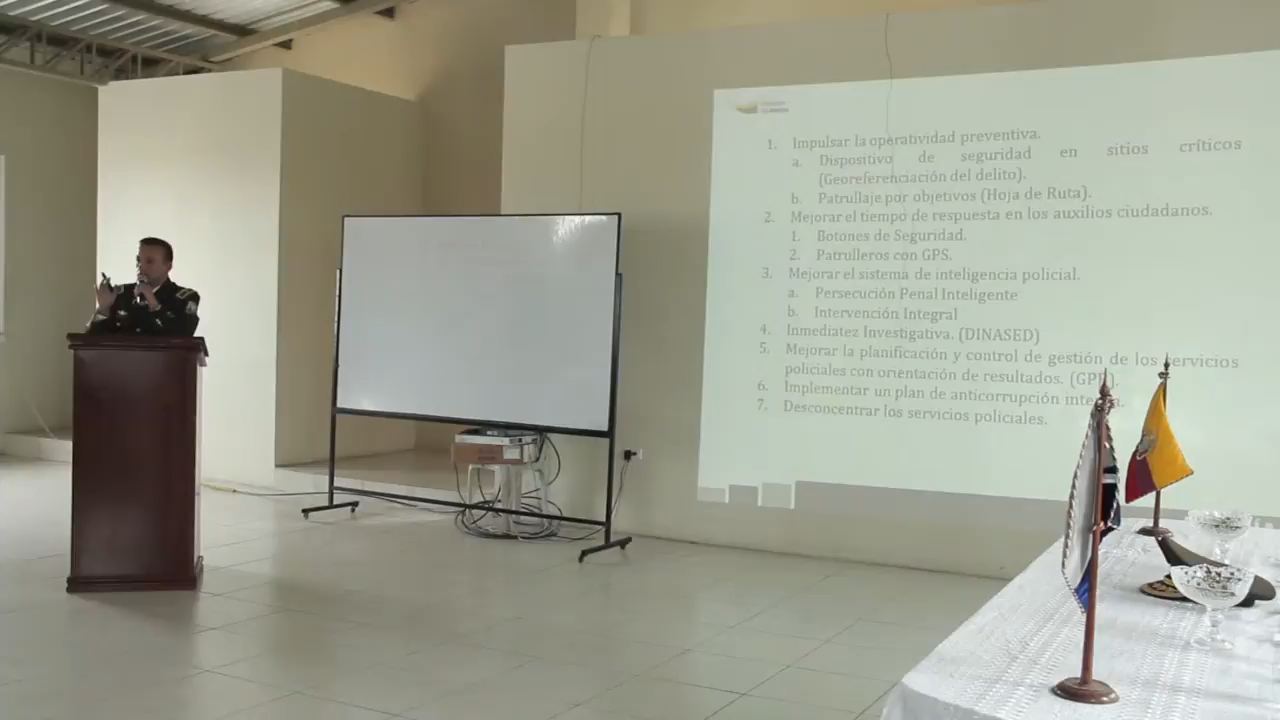 1. Impulsar la operatividad preventiva.
a. Dispositivo de seguridad en sitios críticos
(Georeferenciación del delito).
b. Patrullaje por objetivos (Hoja de Ruta).
2. Mejorar el tiempo de respuesta en los auxilios ciudadanos.
1. Botones de Seguridad.
2. Patrulleros con GPS.
3. Mejorar el sistema de inteligencia policial.
a. Persecución Penal Inteligente
b. Intervención Integral
4. Inmediatez Investigativa. (DINASED)
5. Mejorar la planificación y control de gestión de los servicios
policiales con orientación de resultados.
6. Implementar un plan de anticorrupción
7. Desconcentrar los servicios policiales.